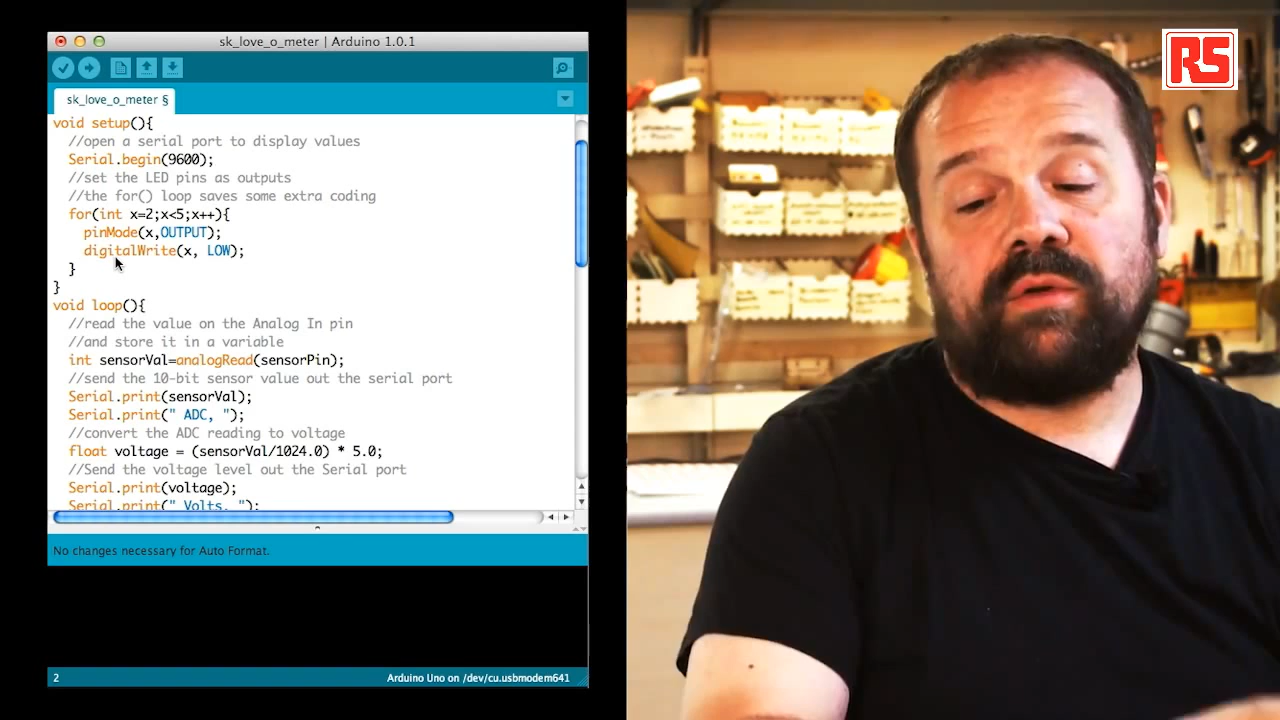 sk_love_o_meter | Arduino 1.0.1
sk_love_o_meter §
void setup(){
//open a serial port to display values
Serial.begin(9600);
//set the LED pins as outputs
//the for() loop saves some extra coding
for(int x=2;x<5;x++){
pinMode(x,OUTPUT);
digitalWrite(x, LOW);
}
}
void loop(){
//read the value on the Analog In pin
//and store it in a variable
int sensorVal=analogRead(sensorPin);
//send the 10-bit sensor value out the serial port
Serial.print(sensorVal);
Serial.print(" ADC, ");
//convert the ADC reading to voltage
float voltage = (sensorVal/1024.0) * 5.0;
//Send the voltage level out the Serial port
Serial.print(voltage);
Serial.print(" Volts, ");
No changes necessary for Auto Format.
2
Arduino Uno on /dev/cu.usbmodem641
RS